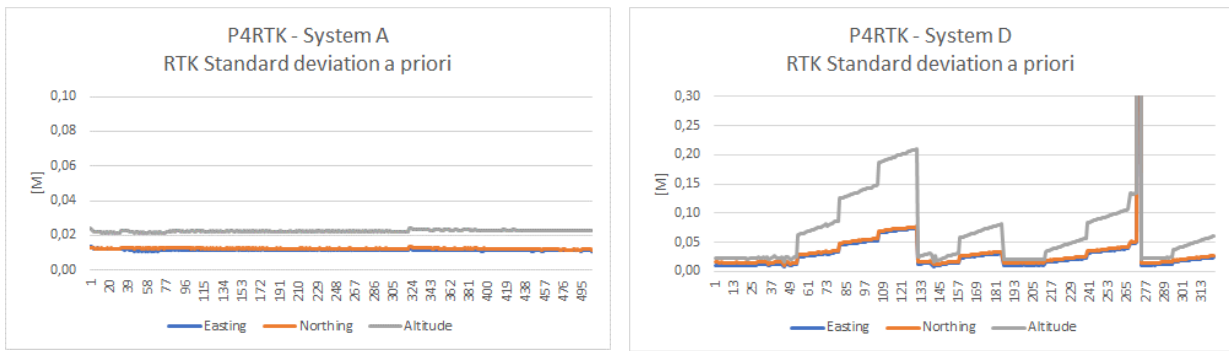 P4RTK - System A
RTK Standard deviation a priori
0,10
0,08
0,06
0,04
0,02
0,00
[M]
1 20 39 58 77 96 115 134 153 172 191 210 229 248 267 286 305 324 343 362 381 400 419 438 457 476 495
Easting Northing Altitude
P4RTK - System D
RTK Standard deviation a priori
0,30
0,25
0,20
0,15
0,10
0,05
0,00
[M]
1 13 25 37 49 61 73 85 97 109 121 133 145 157 169 181 193 205 217 229 241 253 265 277 289 301 313
Easting Northing Altitude